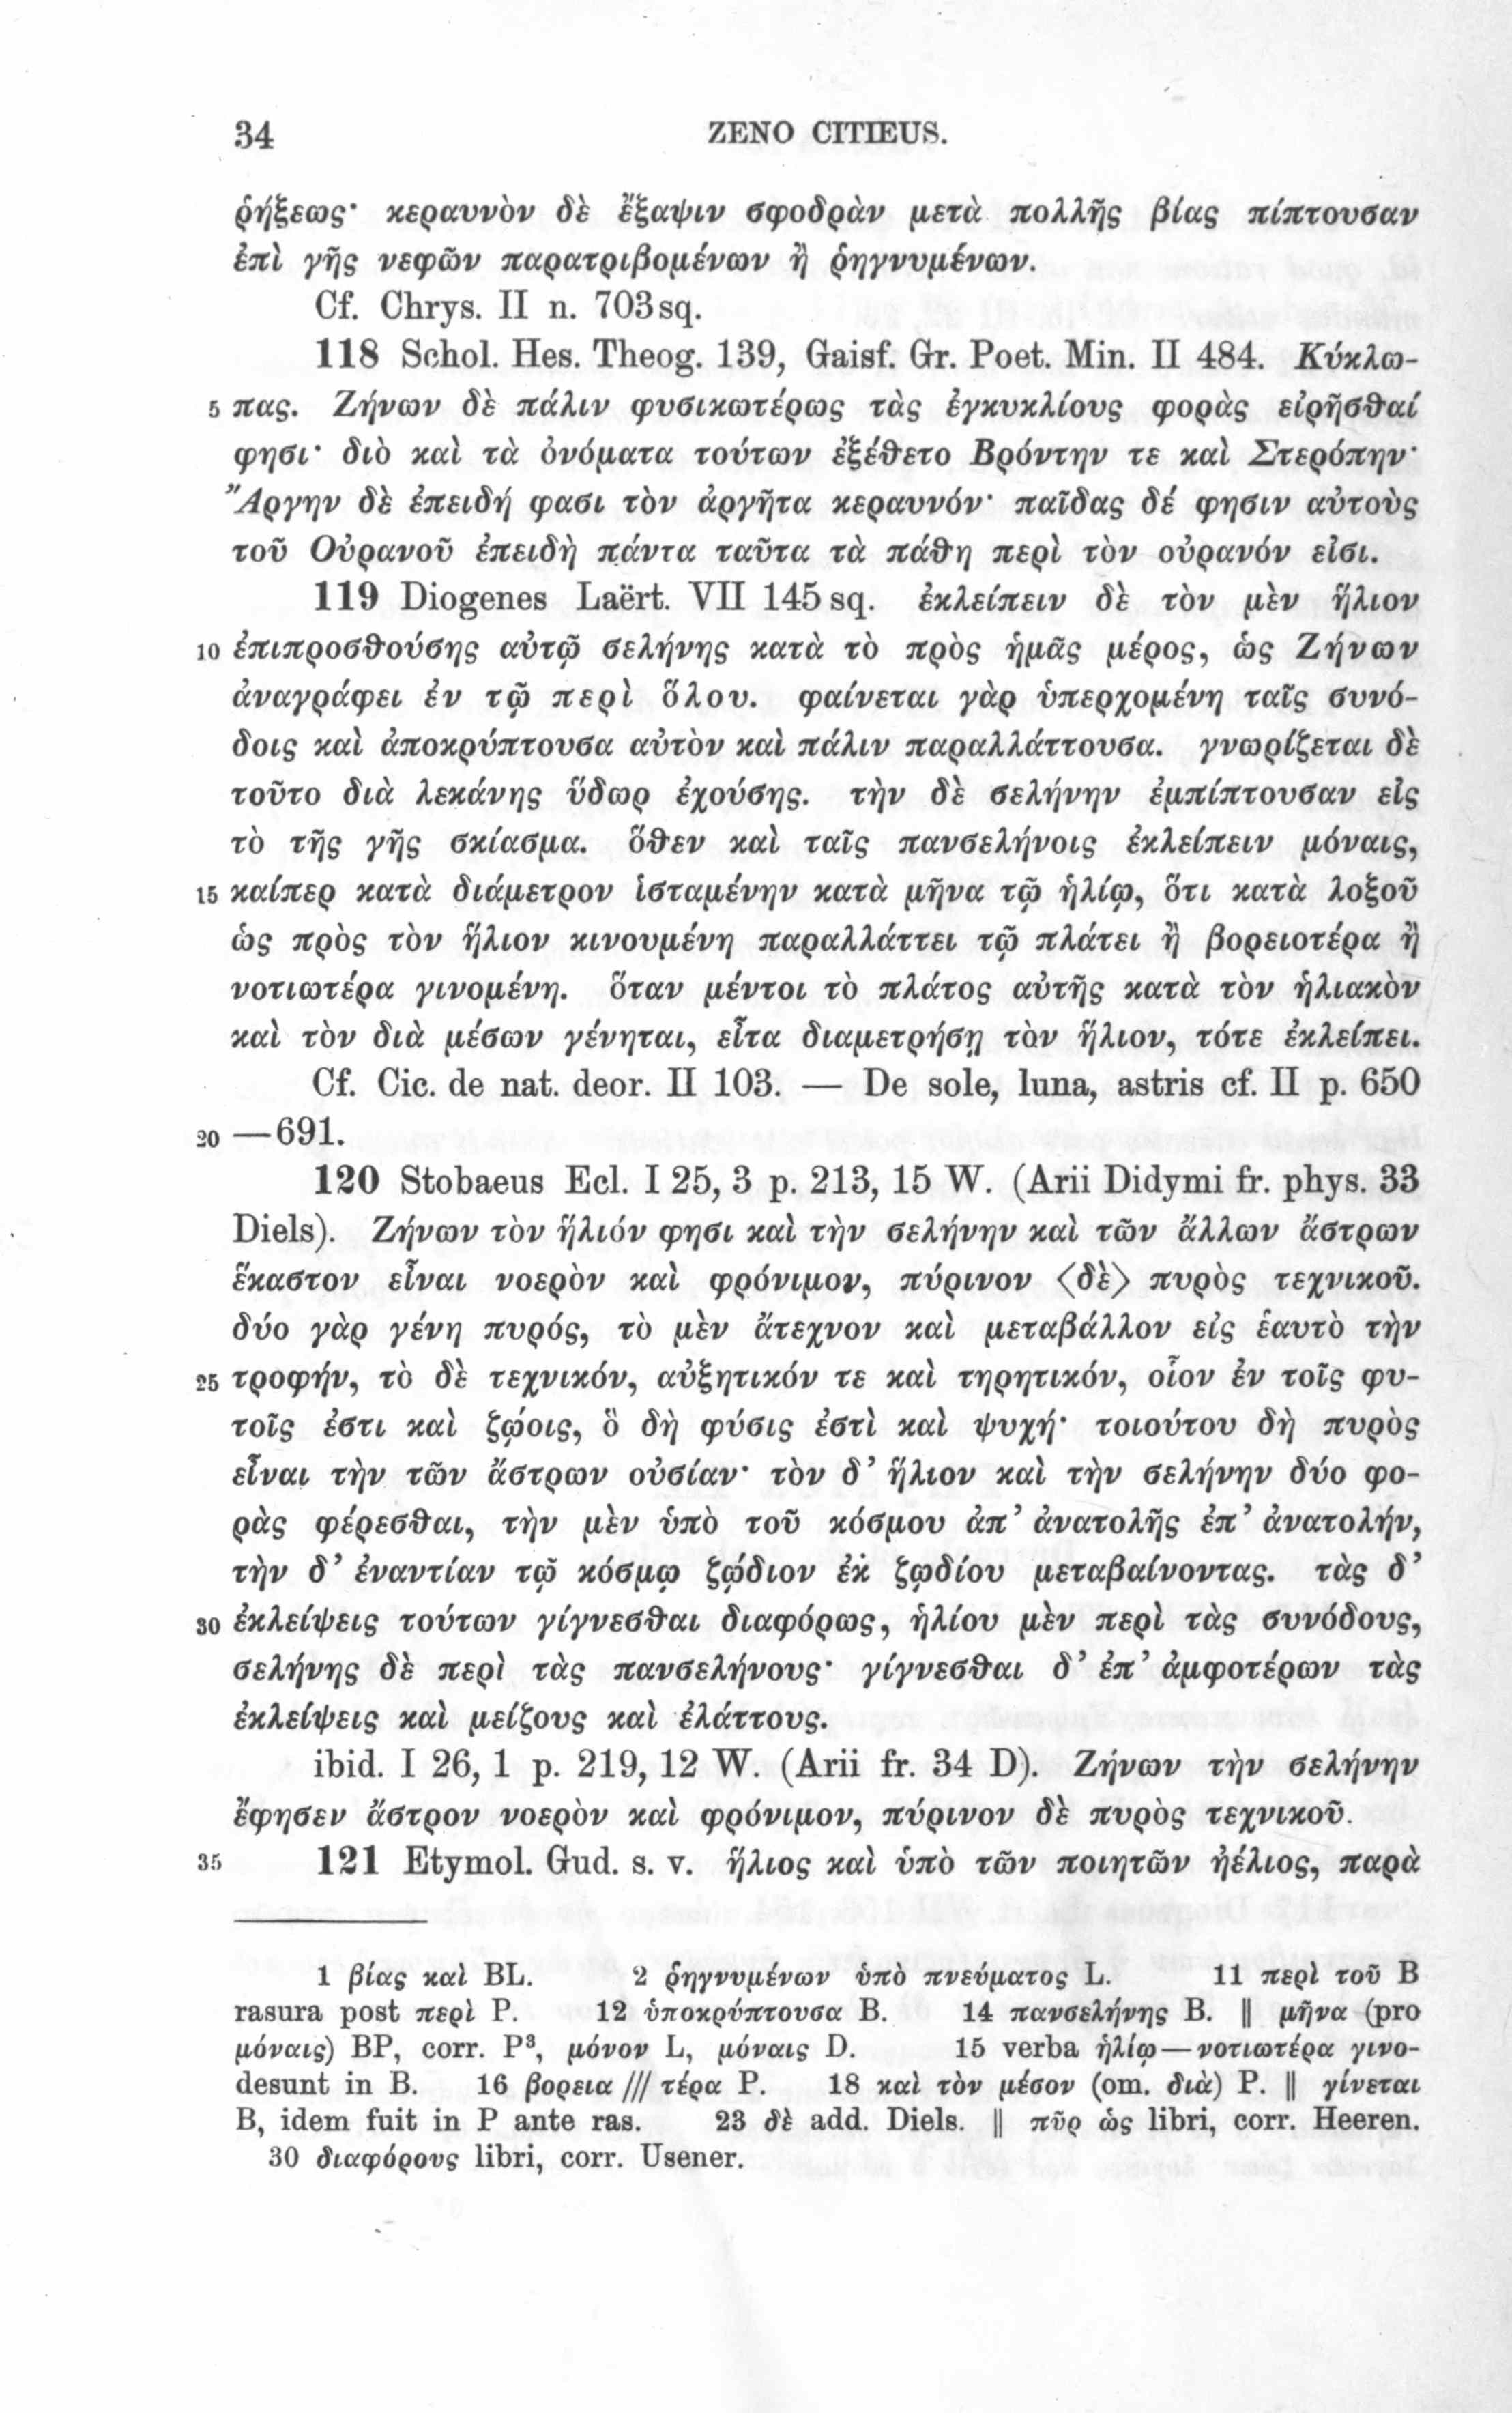 34 ZENO CITIEUS.
ῥήξεως· κεραυνὸν δὲ ἔξαψιν σφοδρὰν μετὰ πολλῆς βίας πίπτουσαν
ἐπὶ γῆς νεφῶν παρατριβομένων ἢ ῥηγνυμένων.
Cf. Chrys. II n. 703 sq.
118 Schol. Hes. Theog. 139, Gaisf. Gr. Poet. Min. II 484. Κύκλω-
5 πας. Ζήνων δὲ πάλιν φυσικωτέρως τὰς ἐγκυκλίους φορὰς εἰρῆσθαί
φησι· διὸ καὶ τὰ ὀνόματα τούτων ἐξέθετο Βρόντην τε καὶ Στερόπην·
Ἄργην δὲ ἐπειδή φασι τὸν ἀργῆτα κεραυνόν· παῖδας δέ φησιν αὐτοὺς
τοῦ Οὐρανοῦ ἐπειδὴ πάντα ταῦτα τὰ πάθη περὶ τὸν οὐρανόν εἰσι.
119 Diogenes Laërt. VII 145 sq. ἐκλείπειν δὲ τὸν μὲν ἥλιον
10 ἐπιπροσθούσης αὐτῷ σελήνης κατὰ τὸ πρὸς ἡμᾶς μέρος, ὡς Ζήνων
ἀναγράφει ἐν τῷ περὶ ὅλου. φαίνεται γὰρ ὑπερχομένη ταῖς συνό-
δοις καὶ ἀποκρύπτουσα αὐτὸν καὶ πάλιν παραλλάττουσα. γνωρίζεται δὲ
τοῦτο διὰ λεκάνης ὕδωρ ἐχούσης. τὴν δὲ σελήνην ἐμπίπτουσαν εἰς
τὸ τῆς γῆς σκίασμα. ὅθεν καὶ ταῖς πανσελήνοις ἐκλείπειν μόναις,
15 καίπερ κατὰ διάμετρον ἱσταμένην κατὰ μῆνα τῷ ἡλίῳ, ὅτι κατὰ λοξοῦ
ὡς πρὸς τὸν ἥλιον κινουμένη παραλλάττει τῷ πλάτει ἢ βορειοτέρα ἢ
νοτιωτέρα γινομένη. ὅταν μέντοι τὸ πλάτος αὐτῆς κατὰ τὸν ἡλιακὸν
καὶ τὸν διὰ μέσων γένηται, εἶτα διαμετρήσῃ τὸν ἥλιον, τότε ἐκλείπει.
Cf. Cic. de nat. deor. II 103. — De sole, luna, astris cf. II p. 650
20 —691.
120 Stobaeus Ecl. I 25, 3 p. 213, 15 W. (Arii Didymi fr. phys. 33
Diels). Ζήνων τὸν ἥλιόν φησι καὶ τὴν σελήνην καὶ τῶν ἄλλων ἄστρων
ἕκαστον εἶναι νοερὸν καὶ φρόνιμον, πύρινον ⟨δὲ⟩ πυρὸς τεχνικοῦ.
δύο γὰρ γένη πυρός, τὸ μὲν ἄτεχνον καὶ μεταβάλλον εἰς ἑαυτὸ τὴν
25 τροφήν, τὸ δὲ τεχνικόν, αὐξητικόν τε καὶ τηρητικόν, οἷον ἐν τοῖς φυ-
τοῖς ἐστι καὶ ζῴοις, ὃ δὴ φύσις ἐστὶ καὶ ψυχή· τοιούτου δὴ πυρὸς
εἶναι τὴν τῶν ἄστρων οὐσίαν· τὸν δ’ ἥλιον καὶ τὴν σελήνην δύο φο-
ρὰς φέρεσθαι, τὴν μὲν ὑπὸ τοῦ κόσμου ἀπ’ ἀνατολῆς ἐπ’ ἀνατολήν,
τὴν δ’ ἐναντίαν τῷ κόσμῳ ζῴδιον ἐκ ζῳδίου μεταβαίνοντας. τὰς δ’
30 ἐκλείψεις τούτων γίγνεσθαι διαφόρως, ἡλίου μὲν περὶ τὰς συνόδους,
σελήνης δὲ περὶ τὰς πανσελήνους· γίγνεσθαι δ’ ἐπ’ ἀμφοτέρων τὰς
ἐκλείψεις καὶ μείζους καὶ ἐλάττους.
ibid. I 26, 1 p. 219, 12 W. (Arii fr. 34 D). Ζήνων τὴν σελήνην
ἔφησεν ἄστρον νοερὸν καὶ φρόνιμον, πύρινον δὲ πυρὸς τεχνικοῦ.
35 121 Etymol. Gud. s. v. ἥλιος καὶ ὑπὸ τῶν ποιητῶν ἠέλιος, παρὰ
1 βίας καὶ BL. 2 ῥηγνυμένων ὑπὸ πνεύματος L. 11 περὶ τοῦ B
rasura post περὶ P. 12 ὑποκρύπτουσα B. 14 πανσελήνης B. || μῆνα (pro
μόναις) BP, corr. P³, μόνον L, μόναις D. 15 verba ἡλίῳ — νοτιωτέρα γινο-
desunt in B. 16 βορεια /// τέρα P. 18 καὶ τὸν μέσον (om. διὰ) P. || γίνεται
B, idem fuit in P ante ras. 23 δὲ add. Diels. || πῦρ ὡς libri, corr. Heeren.
30 διαφόρους libri, corr. Usener.